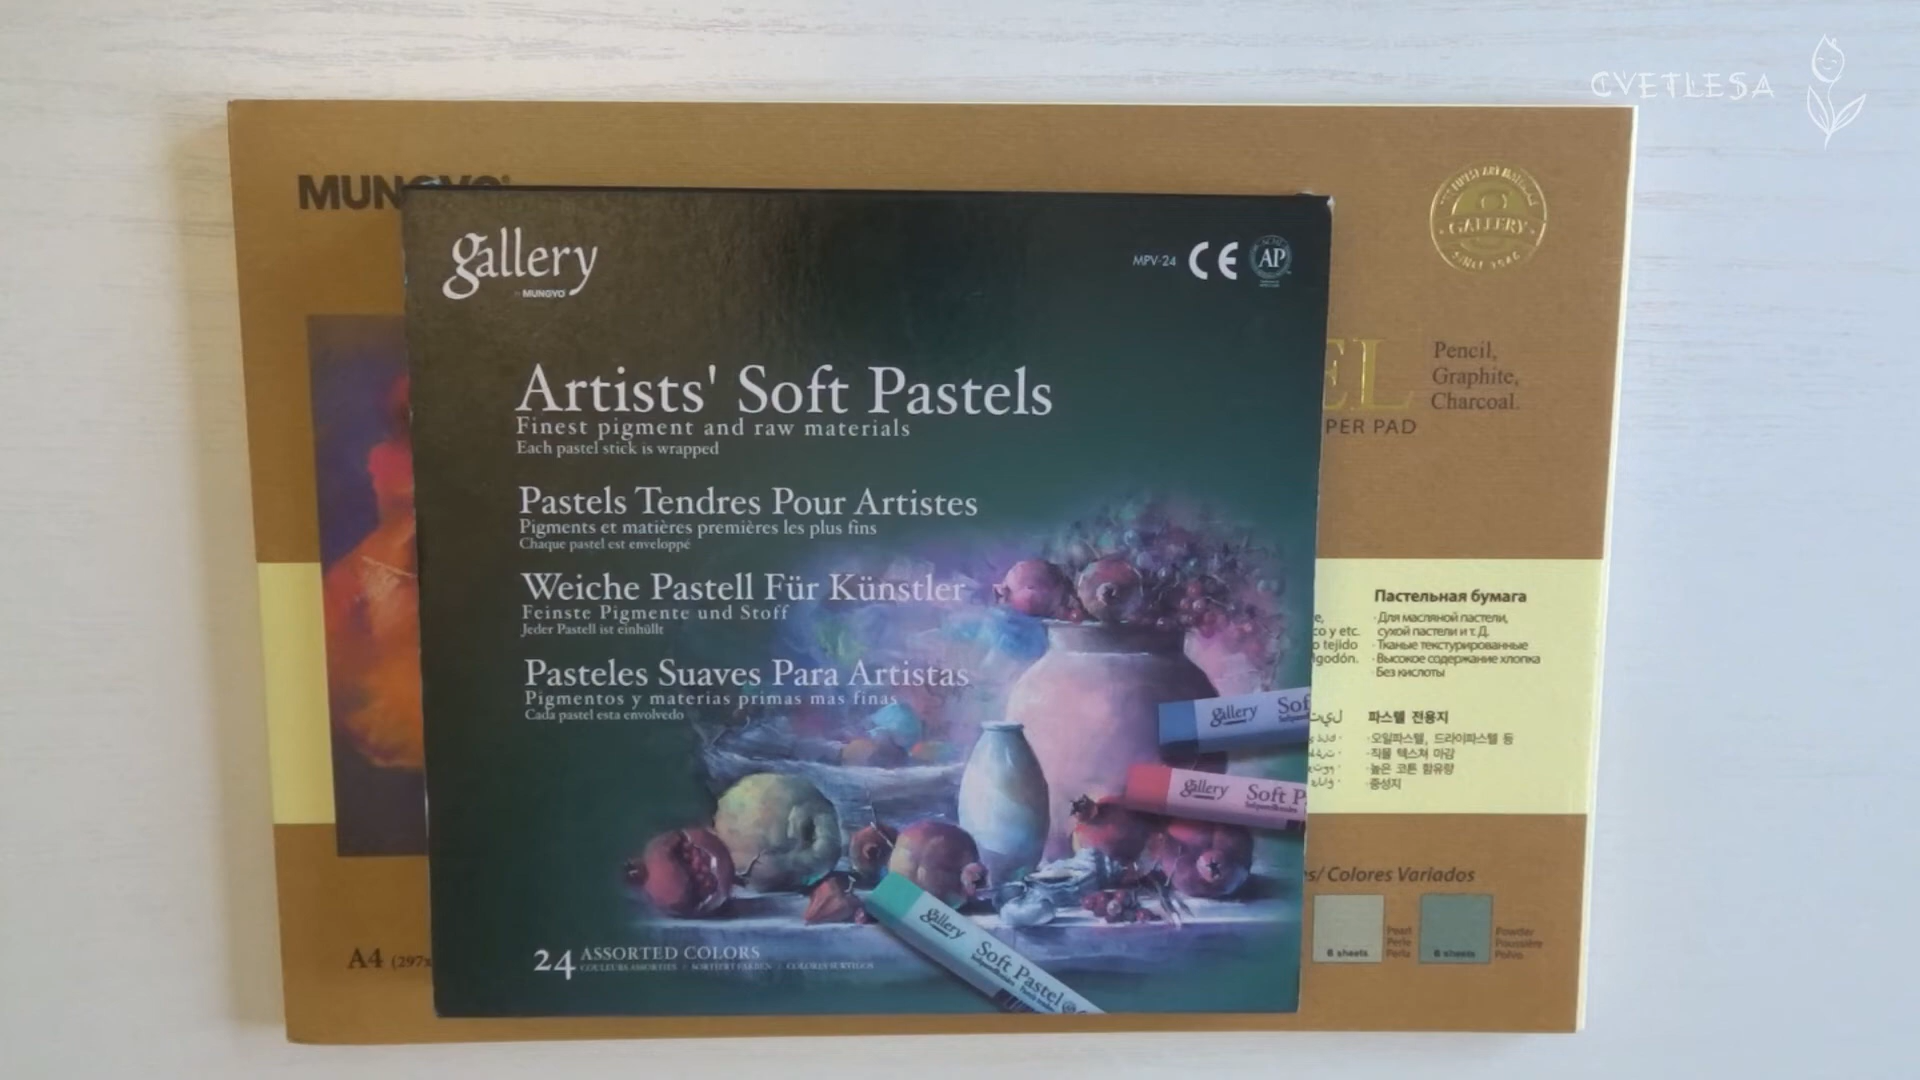 CVETLESA
gallery
by MUNGYO
MPV-24
CE
AP
Artists' Soft Pastels
Finest pigment and raw materials
Each pastel stick is wrapped
Pastels Tendres Pour Artistes
Pigments et matières premières les plus fins
Chaque pastel est enveloppé
Weiche Pastell Für Künstler
Feinste Pigmente und Stoff
Jeder Pastell ist einhüllt
Pasteles Suaves Para Artistas
Pigmentos y materias primas mas finas
Cada pastel esta envolvedo
24 ASSORTED COLORS
COULEURS ASSORTIES / SORTIERT FARBEN / COLORES SURTIDOS
gallery
gallery Soft P
gallery Soft Pastel
GALLERY
SINCE 1946
Pencil,
Graphite,
Charcoal.
PER PAD
co y etc.
o tejido
Пастельная бумага
· Для масляной пастели,
сухой пастели и т.Д.
· Тканые текстурированные
· Высокое содержание хлопка
· Без кислоты
파스텔 전용지
· 오일파스텔, 드라이파스텔 등
· 직물 텍스쳐 마감
· 높은 코튼 함유량
· 중성지
s/ Colores Variados
6 sheets
Pearl
Perle
Perla
6 sheets
Powder
Poussière
Polvo
A4 (297x